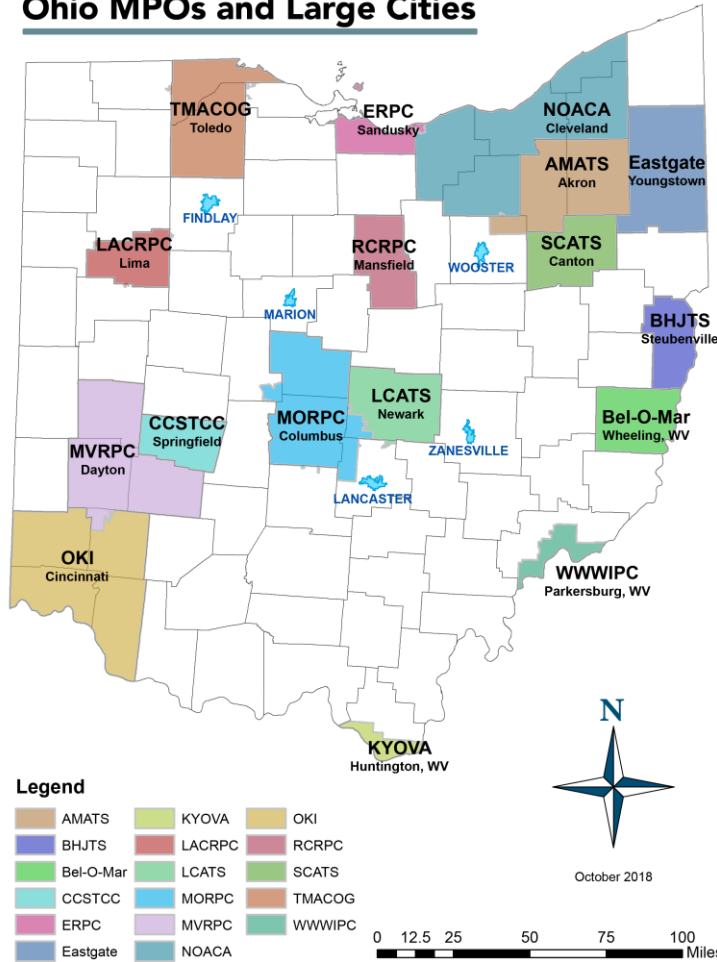 Ohio MPOs and Large Cities
TMACOG
Toledo
ERPC
Sandusky
NOACA
Cleveland
AMATS
Akron
Eastgate
Youngstown
FINDLAY
LACRPC
Lima
RCRPC
Mansfield
WOOSTER
SCATS
Canton
MARION
BHJTS
Steubenville
LCATS
Newark
MORPC
Columbus
CCSTCC
Springfield
Bel-O-Mar
Wheeling, WV
MVRPC
Dayton
ZANESVILLE
LANCASTER
OKI
Cincinnati
WWWIPC
Parkersburg, WV
N
KYOVA
Huntington, WV
Legend
AMATS
BHJTS
Bel-O-Mar
CCSTCC
ERPC
Eastgate
KYOVA
LACRPC
LCATS
MORPC
MVRPC
NOACA
OKI
RCRPC
SCATS
TMACOG
WWWIPC
October 2018
0 12.5 25 50 75 100
Miles